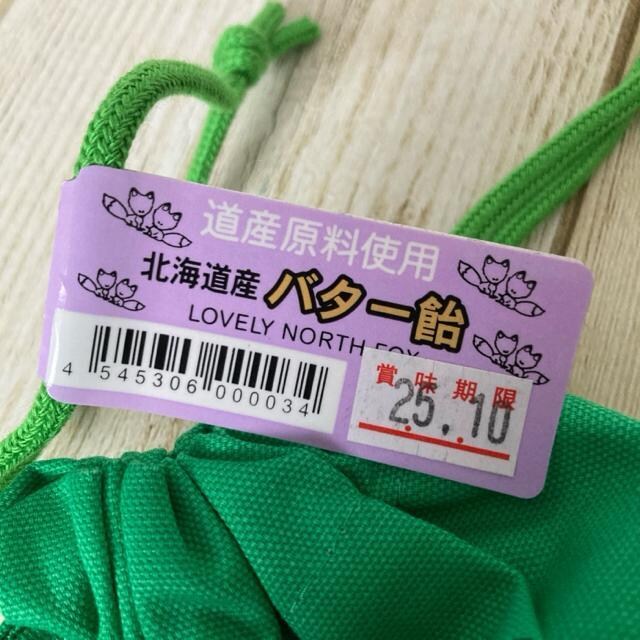 道産原料使用
北海道産 バター飴
LOVELY NORTH FOX
4 545306 000034
賞味期限
25.10